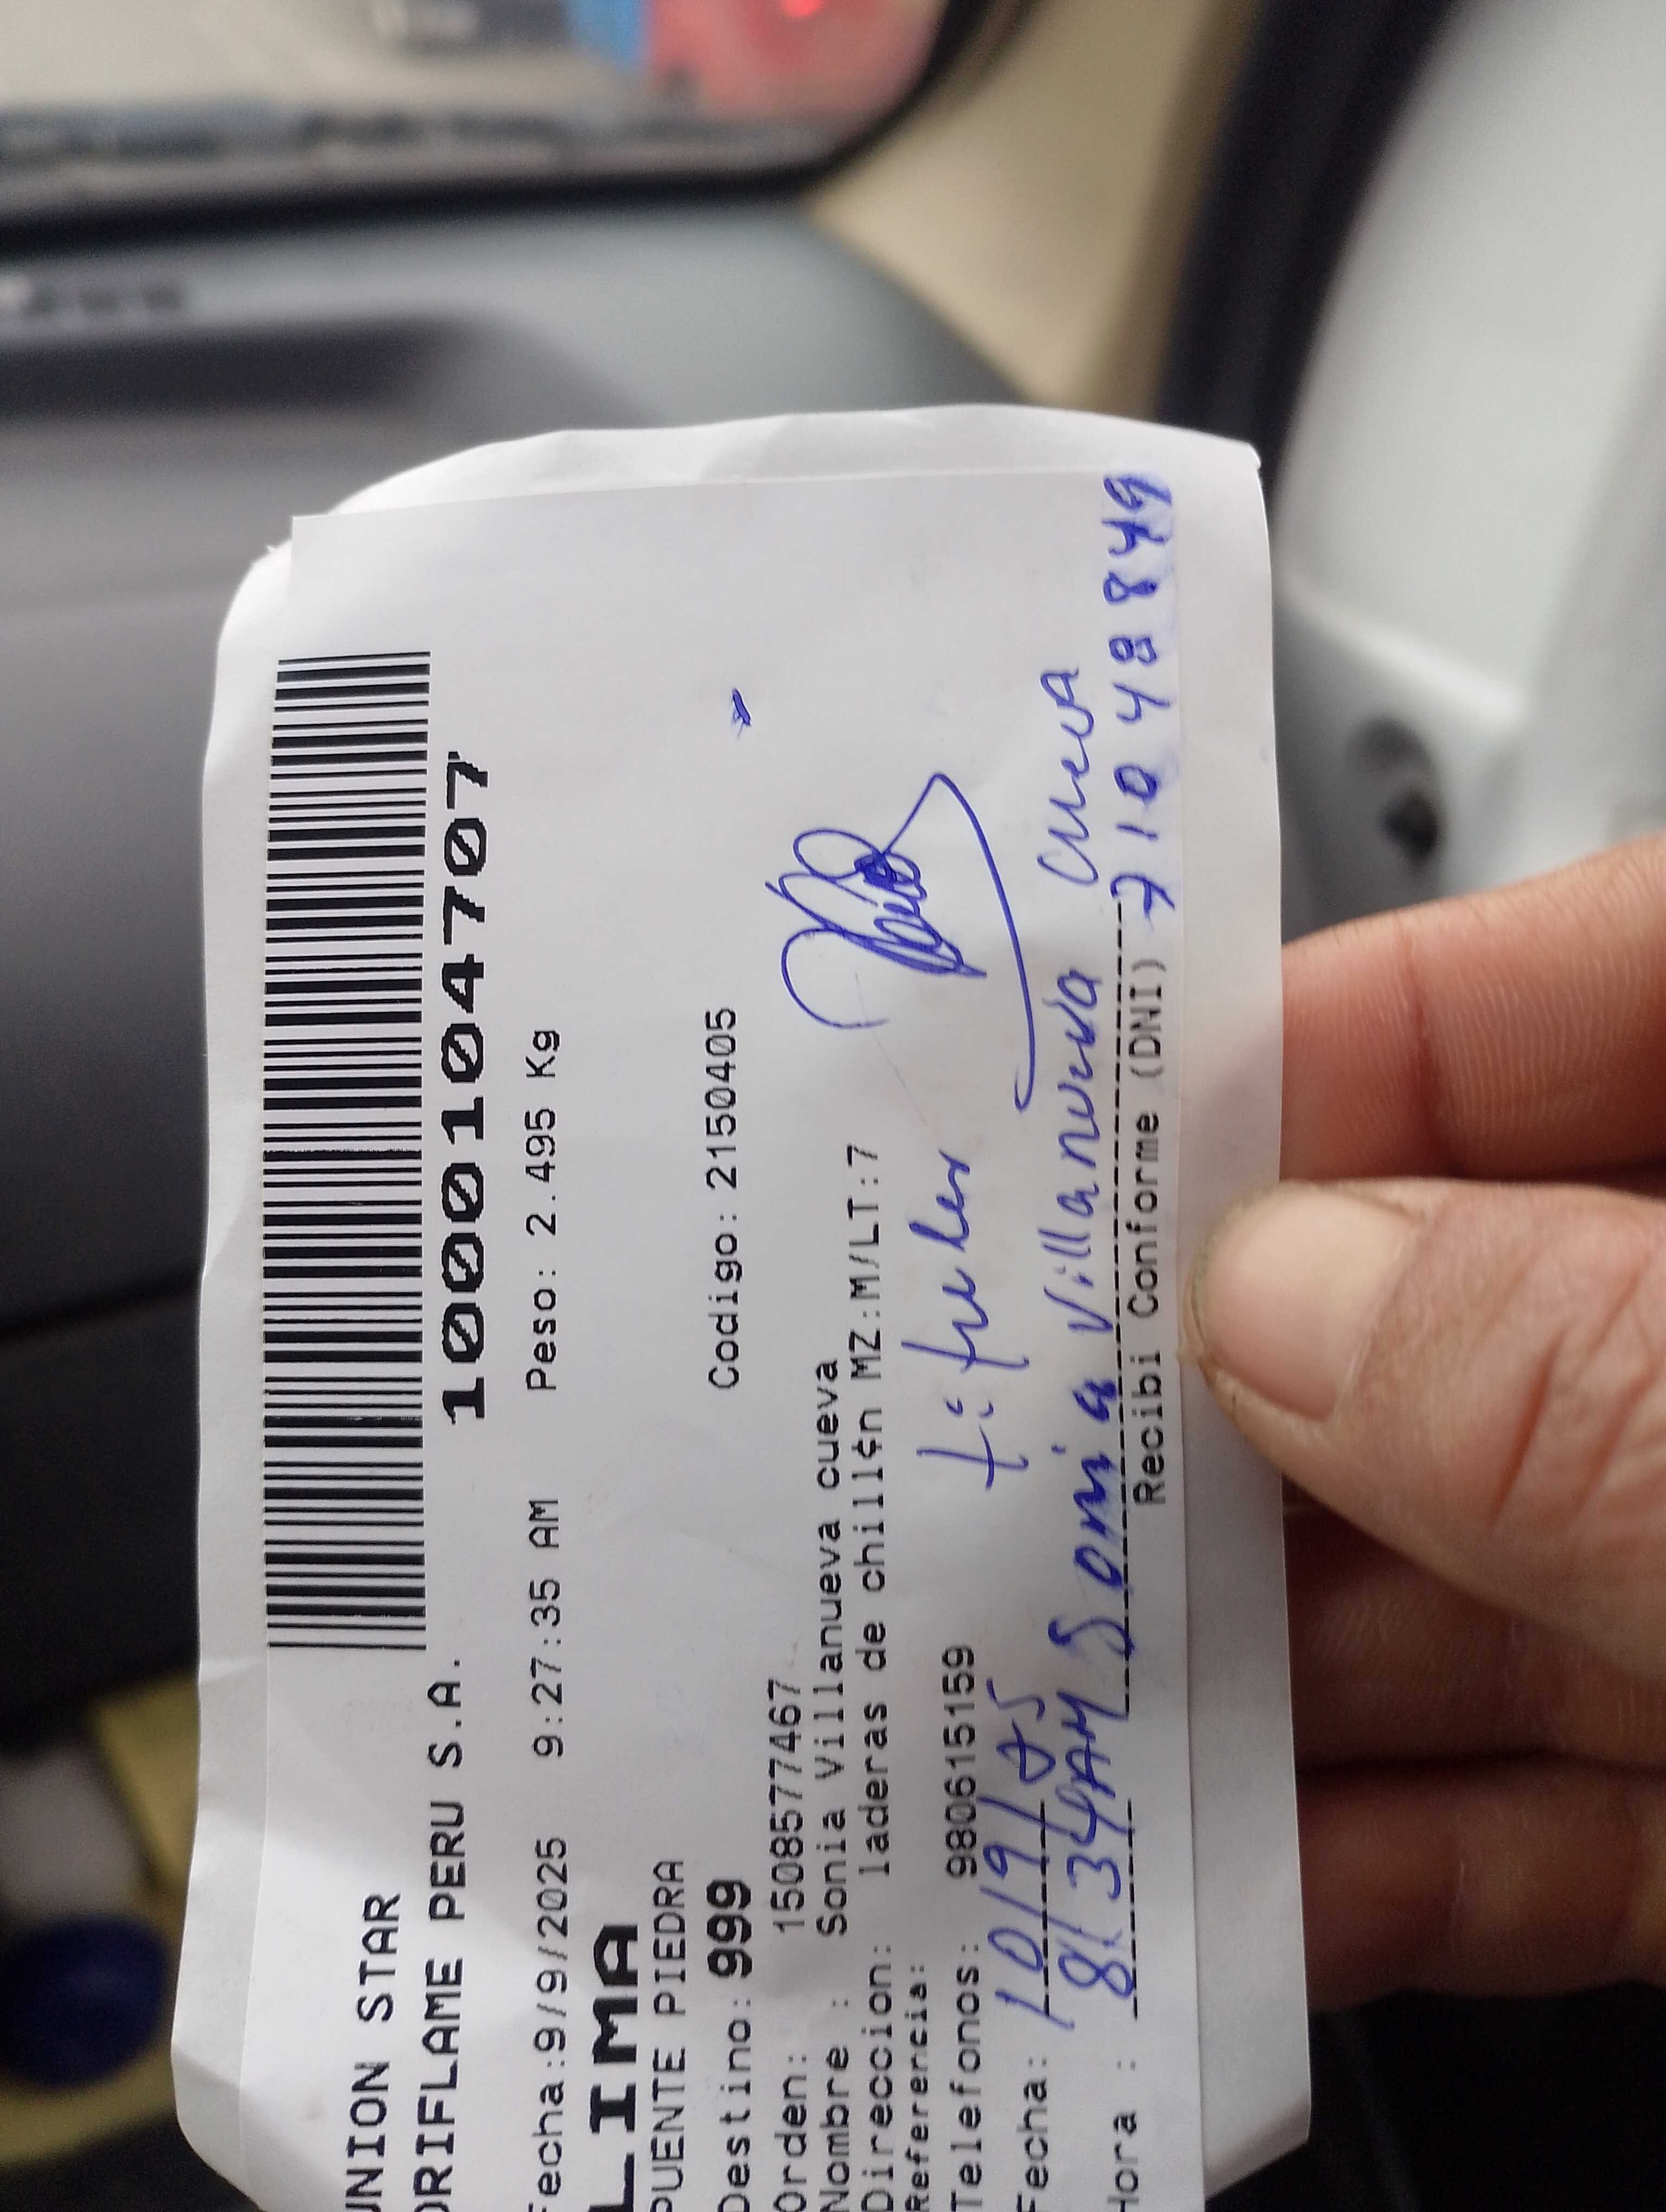 UNION STAR
ORIFLAME PERU S.A.
1000104707
Fecha:9/9/2025 9:27:35 AM Peso: 2.495 Kg
LIMA
PUENTE PIEDRA
Destino: 999 Codigo: 2150405
Orden: 1508577467
Nombre : Sonia Villanueva cueva
Direccion: laderas de chill¢n MZ:M/LT:7
Referencia:
Telefonos: 980615159
titular
Fecha: 10/9/25
Sonia Villanueva Cueva
Hora : 8:34AM
Recibi Conforme (DNI) 71048849